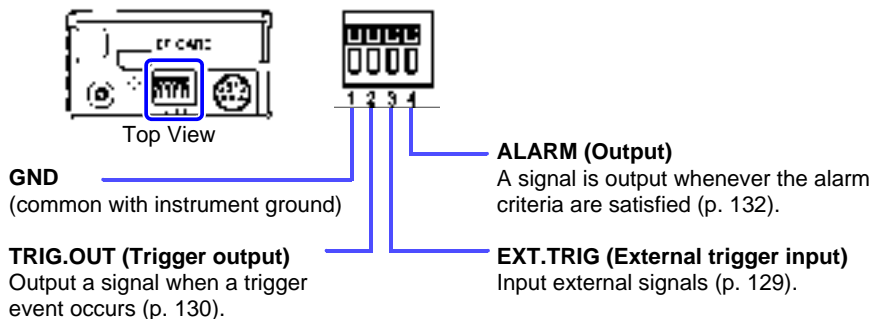 CF CARD
1 2 3 4
Top View
GND
(common with instrument ground)
TRIG.OUT (Trigger output)
Output a signal when a trigger
event occurs (p. 130).
ALARM (Output)
A signal is output whenever the alarm
criteria are satisfied (p. 132).
EXT.TRIG (External trigger input)
Input external signals (p. 129).